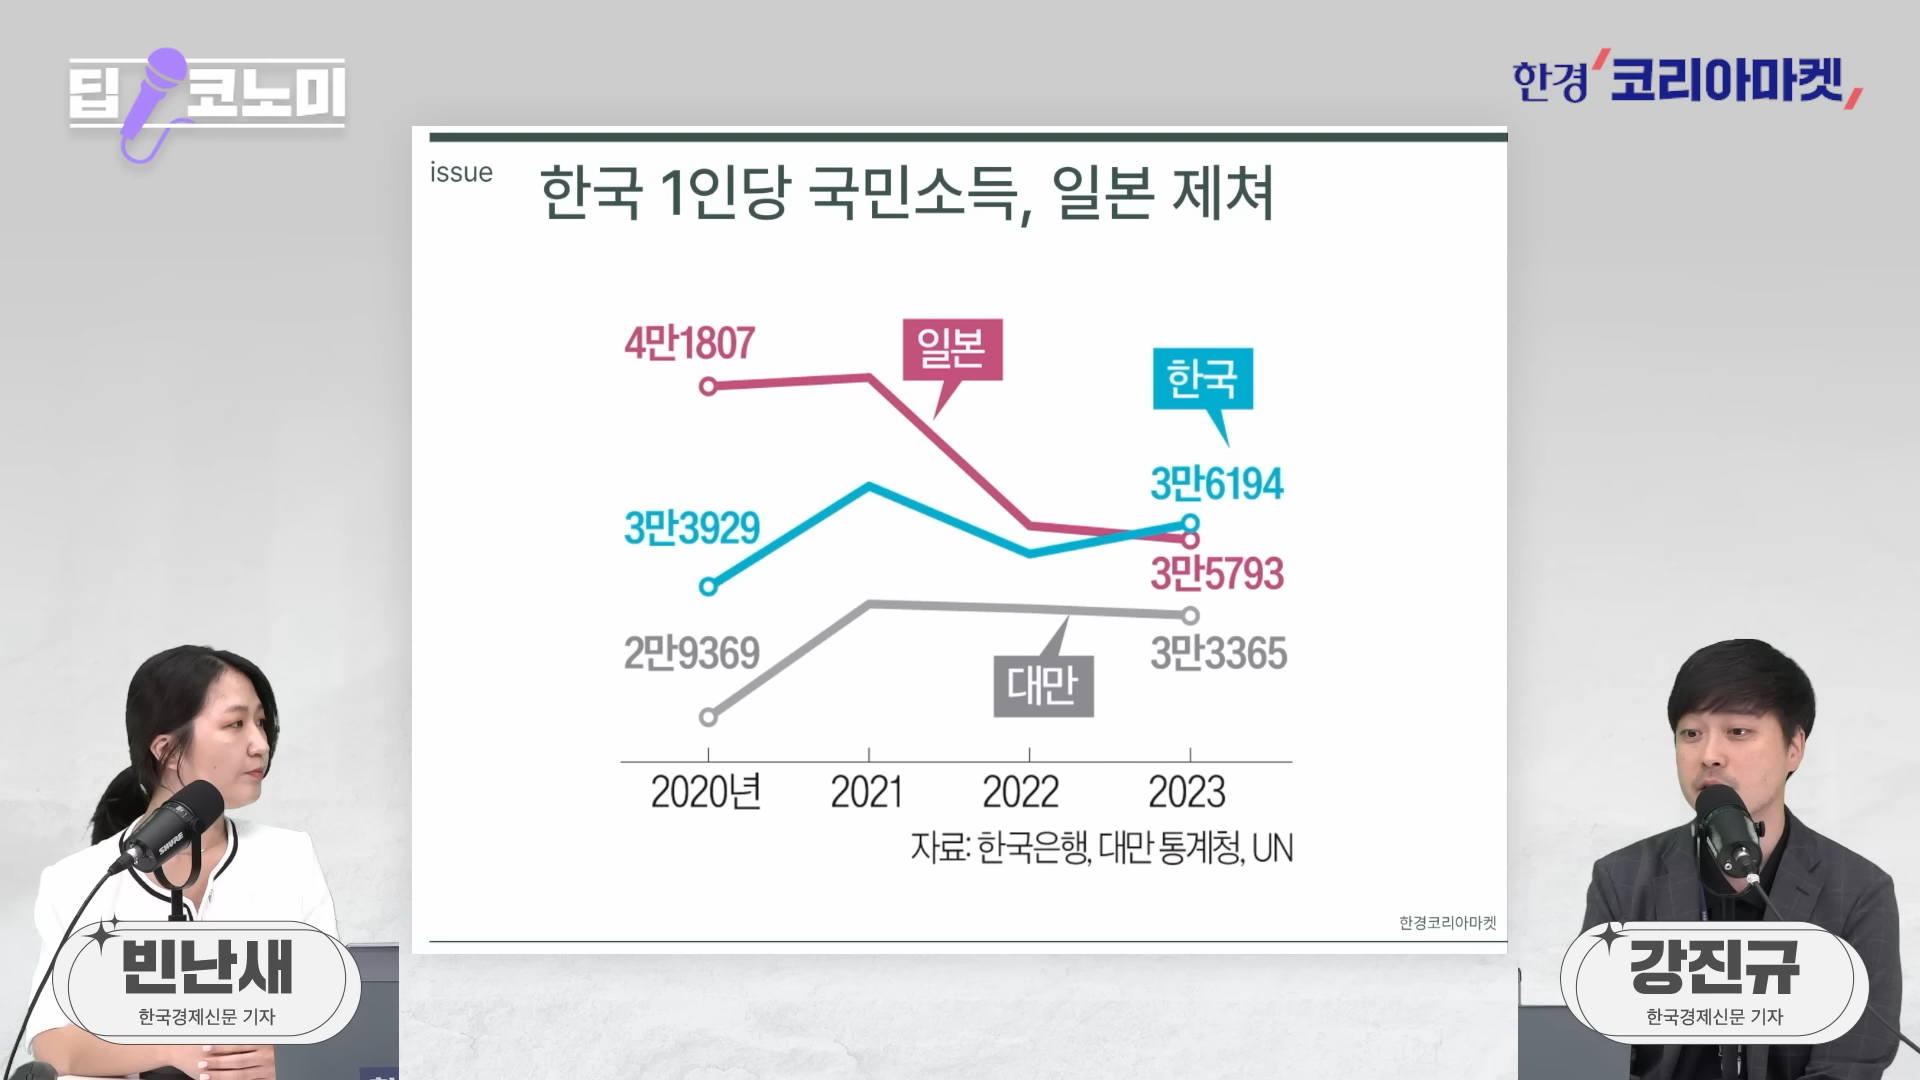 딥코노미
한경 코리아마켓
issue
한국 1인당 국민소득, 일본 제쳐
4만1807
일본
한국
3만6194
3만3929
3만5793
2만9369
대만
3만3365
2020년 2021 2022 2023
자료: 한국은행, 대만 통계청, UN
한경코리아마켓
SHURE
빈난새
한국경제신문 기자
강진규
한국경제신문 기자